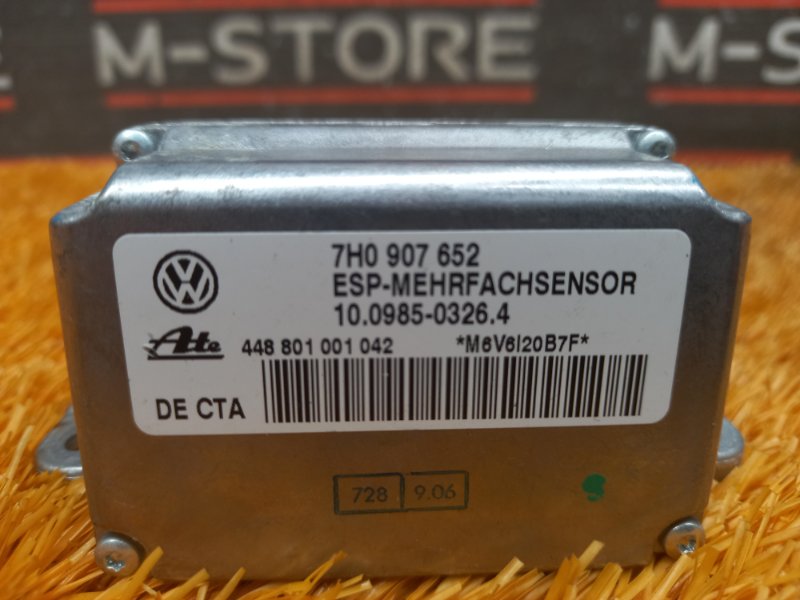 M-STORE
7H0 907 652
ESP-MEHRFACHSENSOR
10.0985-0326.4
Ate 448 801 001 042 *M6V6I20B7F*
DE CTA
728 9.06